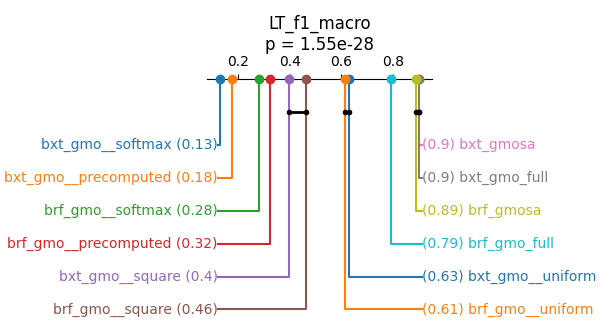 LT_f1_macro
p = 1.55e-28
0.2 0.4 0.6 0.8
bxt_gmo__softmax (0.13)
(0.9) bxt_gmosa
bxt_gmo__precomputed (0.18)
(0.9) bxt_gmo_full
brf_gmo__softmax (0.28)
(0.89) brf_gmosa
brf_gmo__precomputed (0.32)
(0.79) brf_gmo_full
bxt_gmo__square (0.4)
(0.63) bxt_gmo__uniform
brf_gmo__square (0.46)
(0.61) brf_gmo__uniform